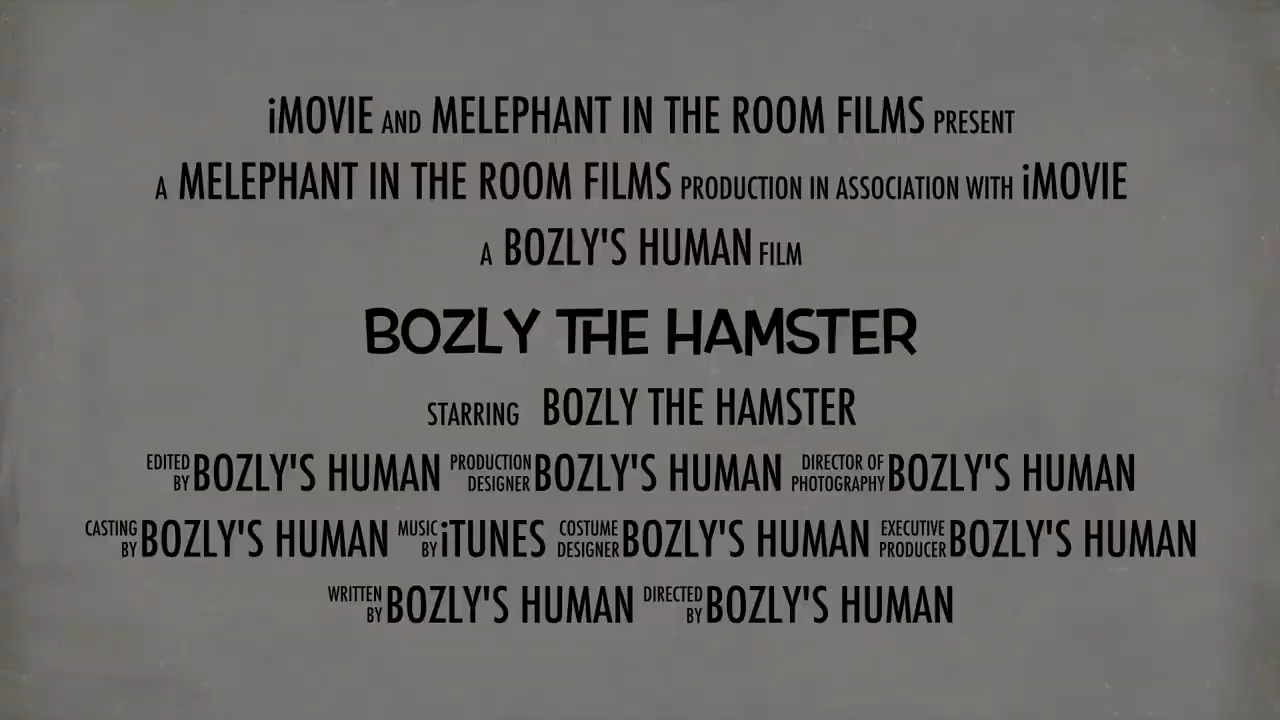 iMOVIE AND MELEPHANT IN THE ROOM FILMS PRESENT
A MELEPHANT IN THE ROOM FILMS PRODUCTION IN ASSOCIATION WITH iMOVIE
A BOZLY'S HUMAN FILM
BOZLY THE HAMSTER
STARRING BOZLY THE HAMSTER
EDITED BY BOZLY'S HUMAN PRODUCTION DESIGNER BOZLY'S HUMAN DIRECTOR OF PHOTOGRAPHY BOZLY'S HUMAN
CASTING BY BOZLY'S HUMAN MUSIC BY iTUNES COSTUME DESIGNER BOZLY'S HUMAN EXECUTIVE PRODUCER BOZLY'S HUMAN
WRITTEN BY BOZLY'S HUMAN DIRECTED BY BOZLY'S HUMAN